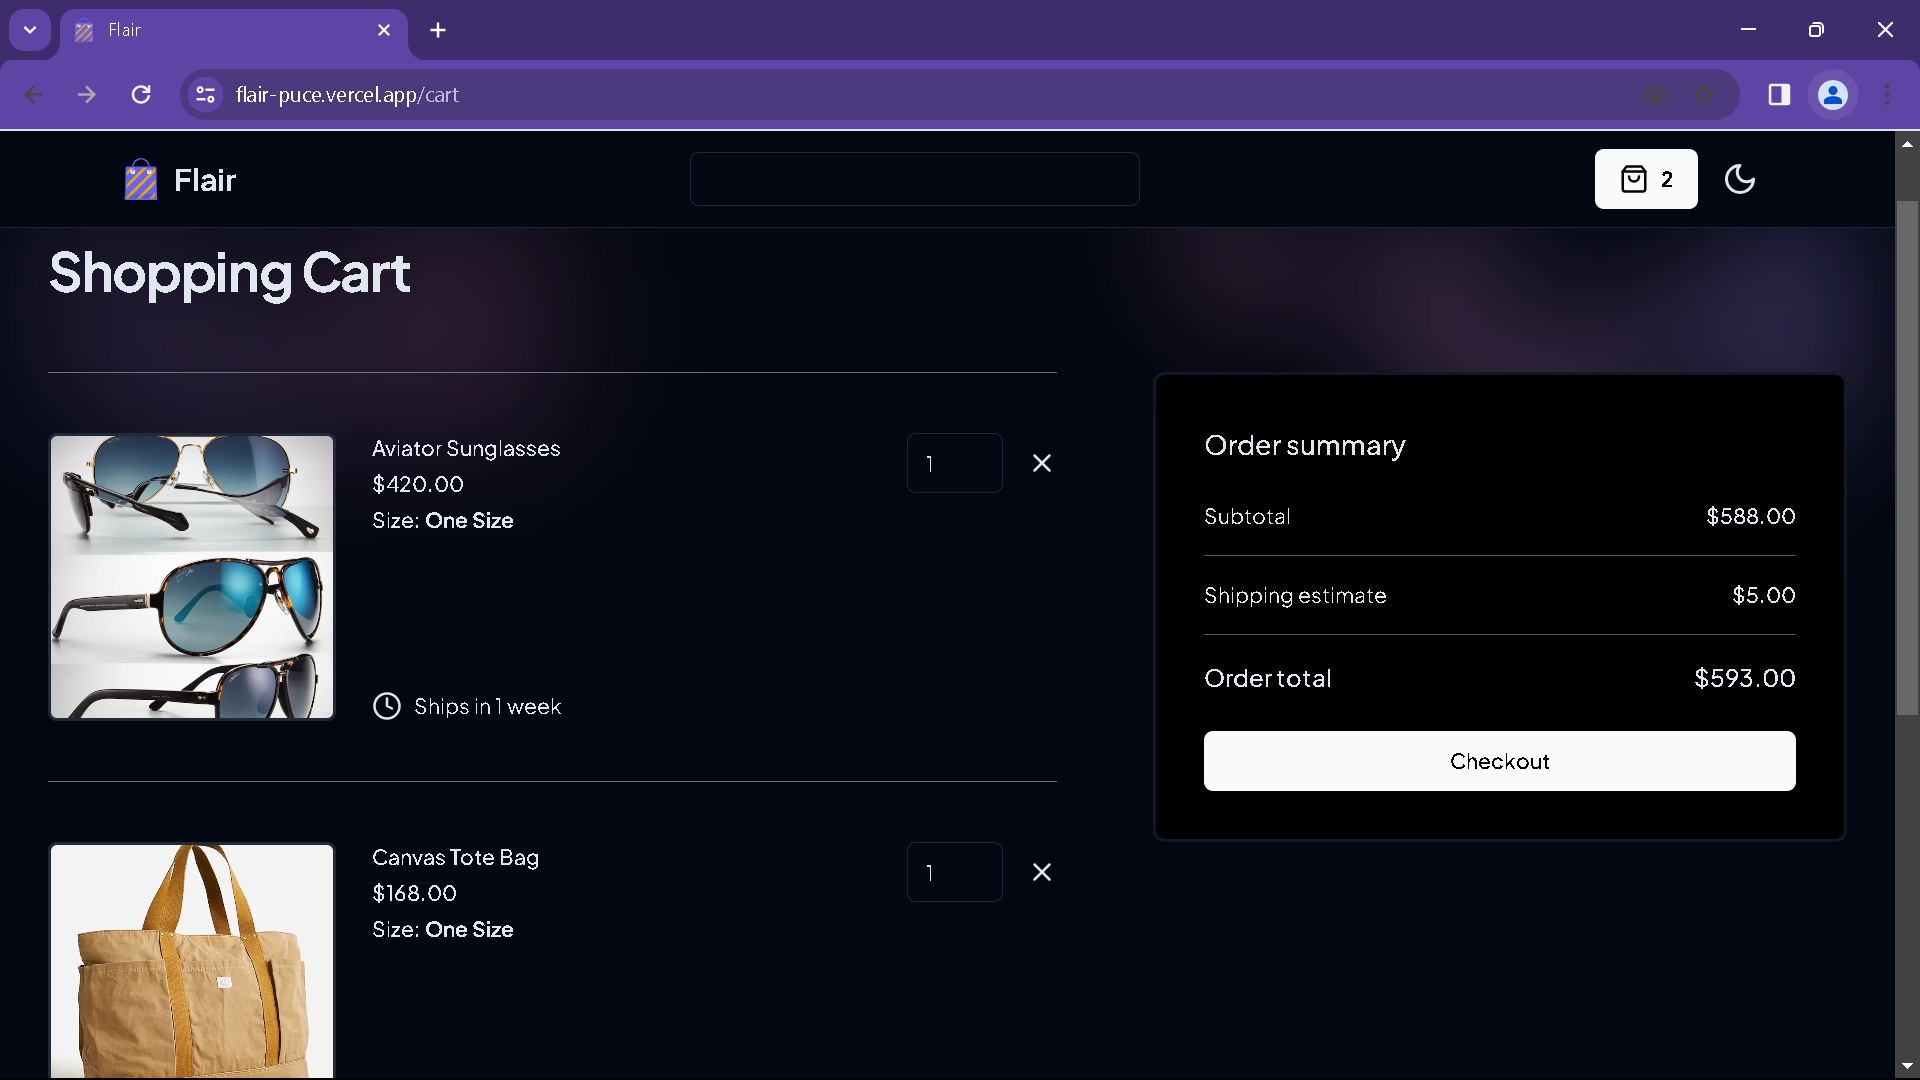 Flair
flair-puce.vercel.app/cart
Flair
2
Shopping Cart
Aviator Sunglasses
$420.00
Size: One Size
1
Ships in 1 week
Canvas Tote Bag
$168.00
Size: One Size
1
Order summary
Subtotal $588.00
Shipping estimate $5.00
Order total $593.00
Checkout